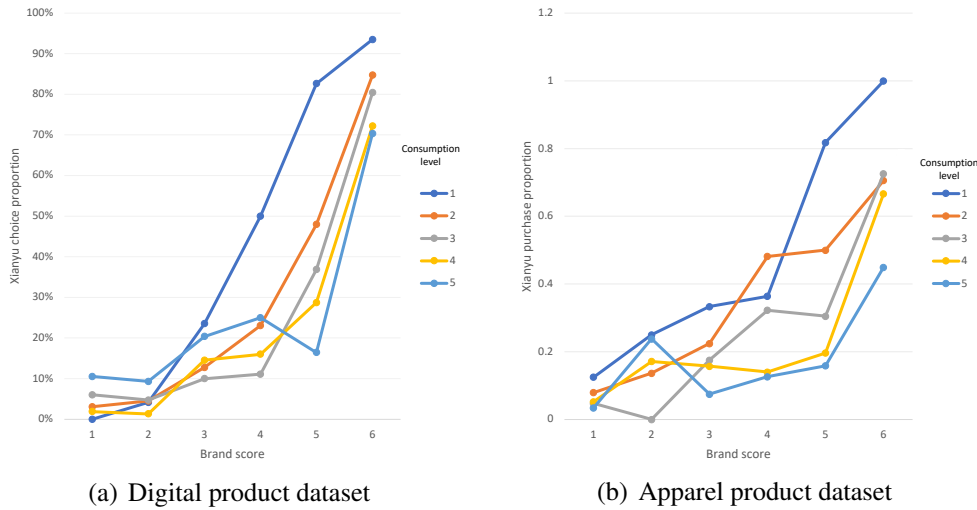 100%
90%
80%
70%
60%
50%
40%
30%
20%
10%
0%
Xianyu choice proportion
1 2 3 4 5 6
Brand score
Consumption
level
1
2
3
4
5
(a) Digital product dataset
1.2
1
0.8
0.6
0.4
0.2
0
Xianyu purchase proportion
1 2 3 4 5 6
Brand score
Consumption
level
1
2
3
4
5
(b) Apparel product dataset